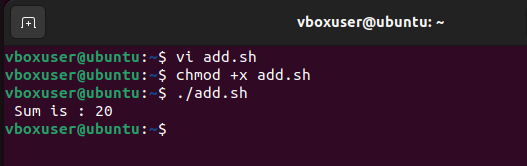 vboxuser@ubuntu: ~
vboxuser@ubuntu:~$ vi add.sh
vboxuser@ubuntu:~$ chmod +x add.sh
vboxuser@ubuntu:~$ ./add.sh
 Sum is : 20
vboxuser@ubuntu:~$